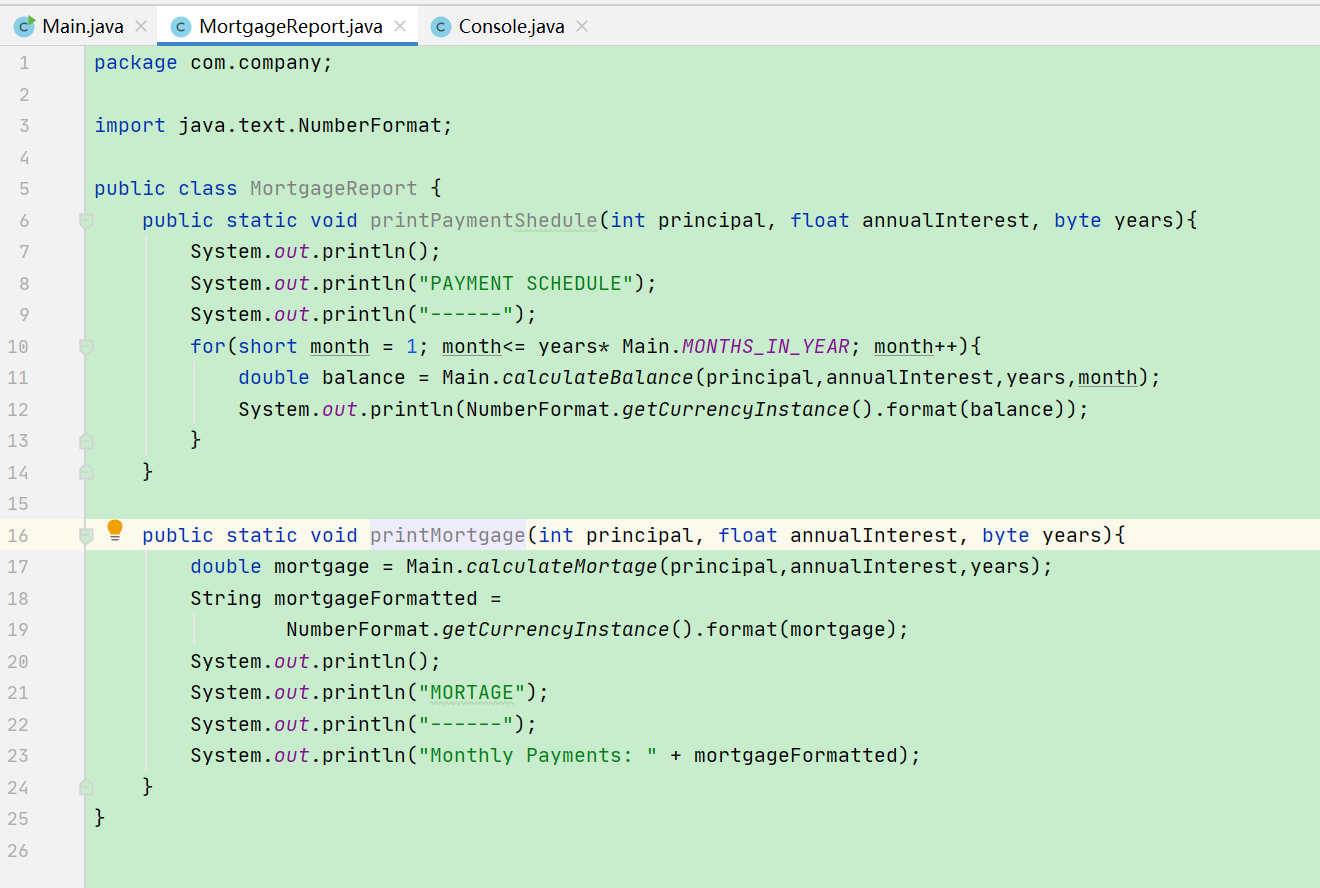 Main.java MortgageReport.java Console.java
1 package com.company;
2
3 import java.text.NumberFormat;
4
5 public class MortgageReport {
6     public static void printPaymentShedule(int principal, float annualInterest, byte years){
7         System.out.println();
8         System.out.println("PAYMENT SCHEDULE");
9         System.out.println("------");
10         for(short month = 1; month<= years* Main.MONTHS_IN_YEAR; month++){
11             double balance = Main.calculateBalance(principal,annualInterest,years,month);
12             System.out.println(NumberFormat.getCurrencyInstance().format(balance));
13         }
14     }
15
16     public static void printMortgage(int principal, float annualInterest, byte years){
17         double mortgage = Main.calculateMortage(principal,annualInterest,years);
18         String mortgageFormatted =
19                 NumberFormat.getCurrencyInstance().format(mortgage);
20         System.out.println();
21         System.out.println("MORTAGE");
22         System.out.println("------");
23         System.out.println("Monthly Payments: " + mortgageFormatted);
24     }
25 }
26